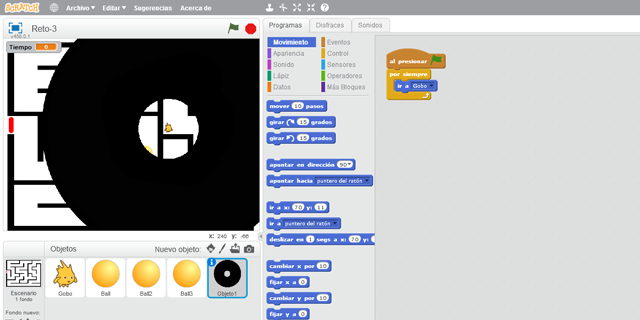 SCRATCH Archivo Editar Sugerencias Acerca de
Reto-3
v456.0.1
Tiempo 0
x: 240 y: -66
Objetos Nuevo objeto:
Escenario
1 fondo
Fondo nuevo:
Gobo Ball Ball2 Ball3 Objeto1
Programas Disfraces Sonidos
Movimiento Eventos
Apariencia Control
Sonido Sensores
Lápiz Operadores
Datos Más Bloques
mover 10 pasos
girar 15 grados
girar 15 grados
apuntar en dirección 90
apuntar hacia puntero del ratón
ir a x: 70 y: 11
ir a puntero del ratón
deslizar en 1 segs a x: 70 y:
cambiar x por 10
fijar x a 0
cambiar y por 10
fijar y a 0
al presionar
por siempre
ir a Gobo